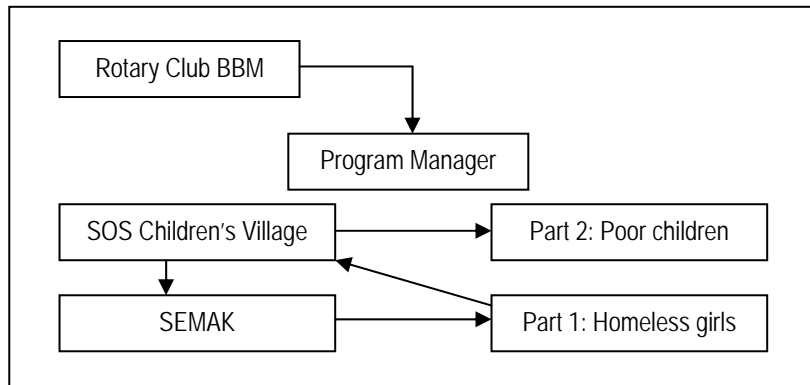 Rotary Club BBM
Program Manager
SOS Children's Village
Part 2: Poor children
SEMAK
Part 1: Homeless girls